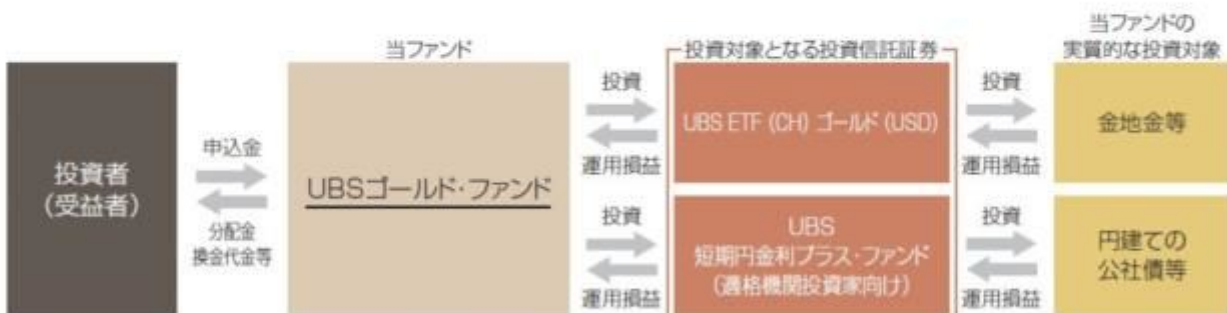 投資者
(受益者)
申込金
分配金
換金代金等
当ファンド
UBSゴールド・ファンド
投資
運用損益
投資
運用損益
投資対象となる投資信託証券
UBS ETF (CH) ゴールド (USD)
UBS
短期円金利プラス・ファンド
(適格機関投資家向け)
投資
運用損益
投資
運用損益
当ファンドの
実質的な投資対象
金地金等
円建ての
公社債等